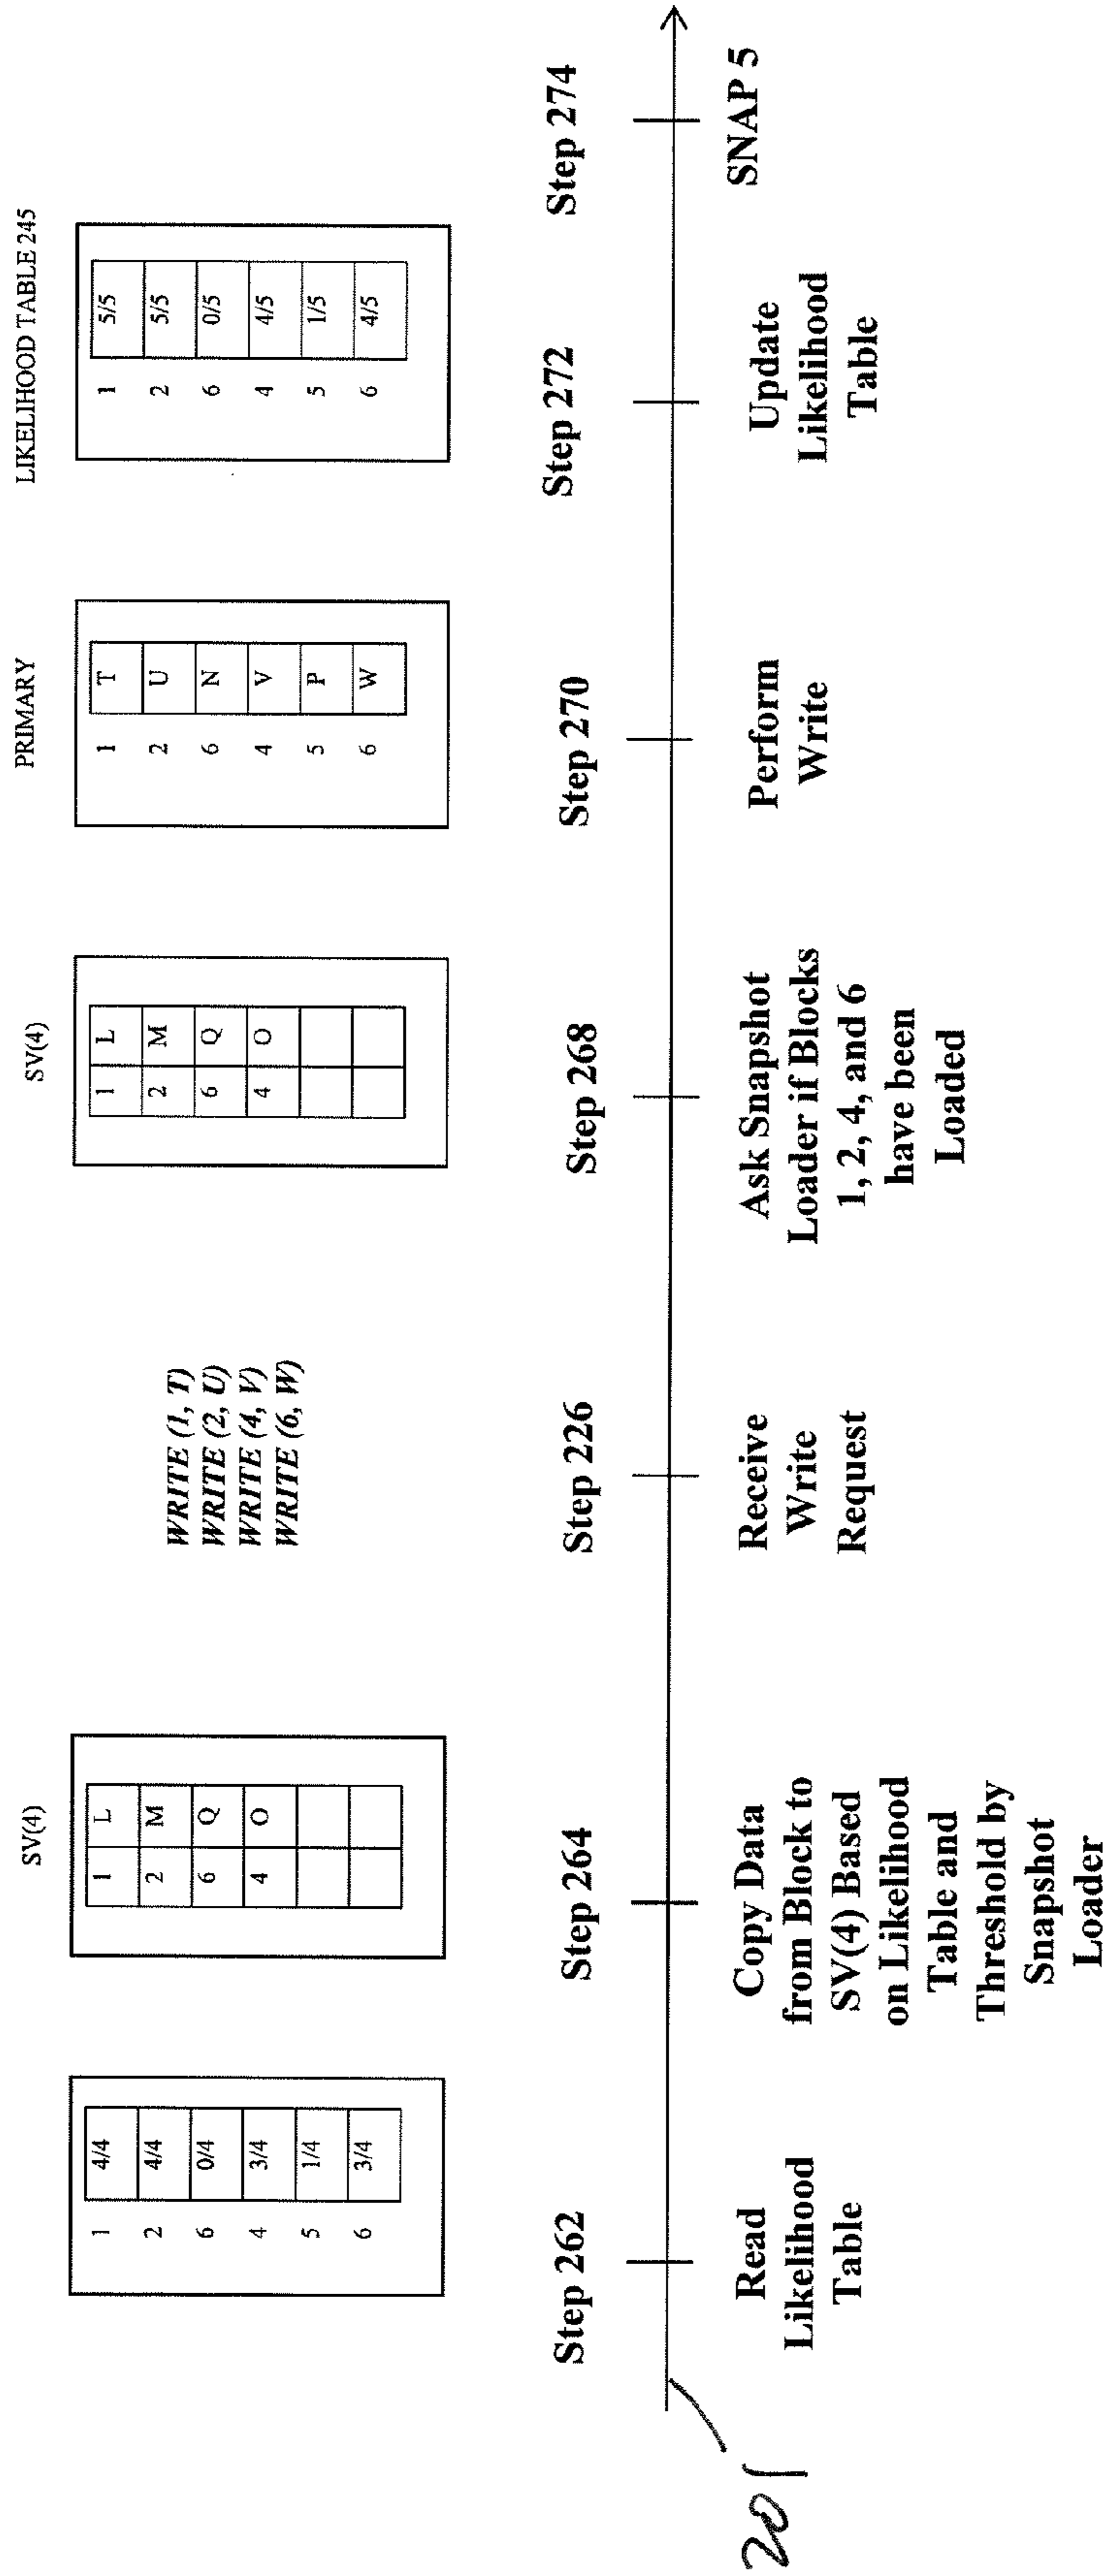 1 4/4
2 4/4
6 0/4
4 3/4
5 1/4
6 3/4
Step 262
Read
Likelihood
Table
201
SV(4)
1 L
2 M
6 Q
4 O
Step 264
Copy Data
from Block to
SV(4) Based
on Likelihood
Table and
Threshold by
Snapshot
Loader
WRITE (1, T)
WRITE (2, U)
WRITE (4, V)
WRITE (6, W)
Step 226
Receive
Write
Request
SV(4)
1 L
2 M
6 Q
4 O
Step 268
Ask Snapshot
Loader if Blocks
1, 2, 4, and 6
have been
Loaded
PRIMARY
1 T
2 U
6 N
4 V
5 P
6 W
Step 270
Perform
Write
LIKELIHOOD TABLE 245
1 5/5
2 5/5
6 0/5
4 4/5
5 1/5
6 4/5
Step 272
Update
Likelihood
Table
Step 274
SNAP 5